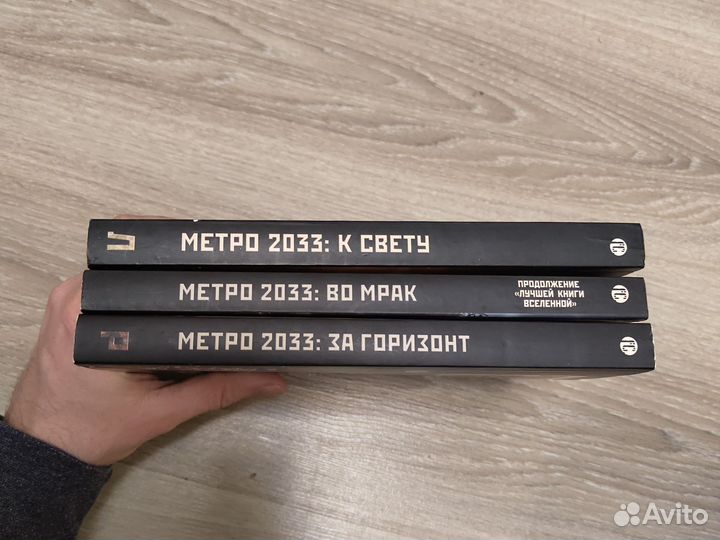 МЕТРО 2033: К СВЕТУ
МЕТРО 2033: ВО МРАК
ПРОДОЛЖЕНИЕ
«ЛУЧШЕЙ КНИГИ
ВСЕЛЕННОЙ»
МЕТРО 2033: ЗА ГОРИЗОНТ
Avito